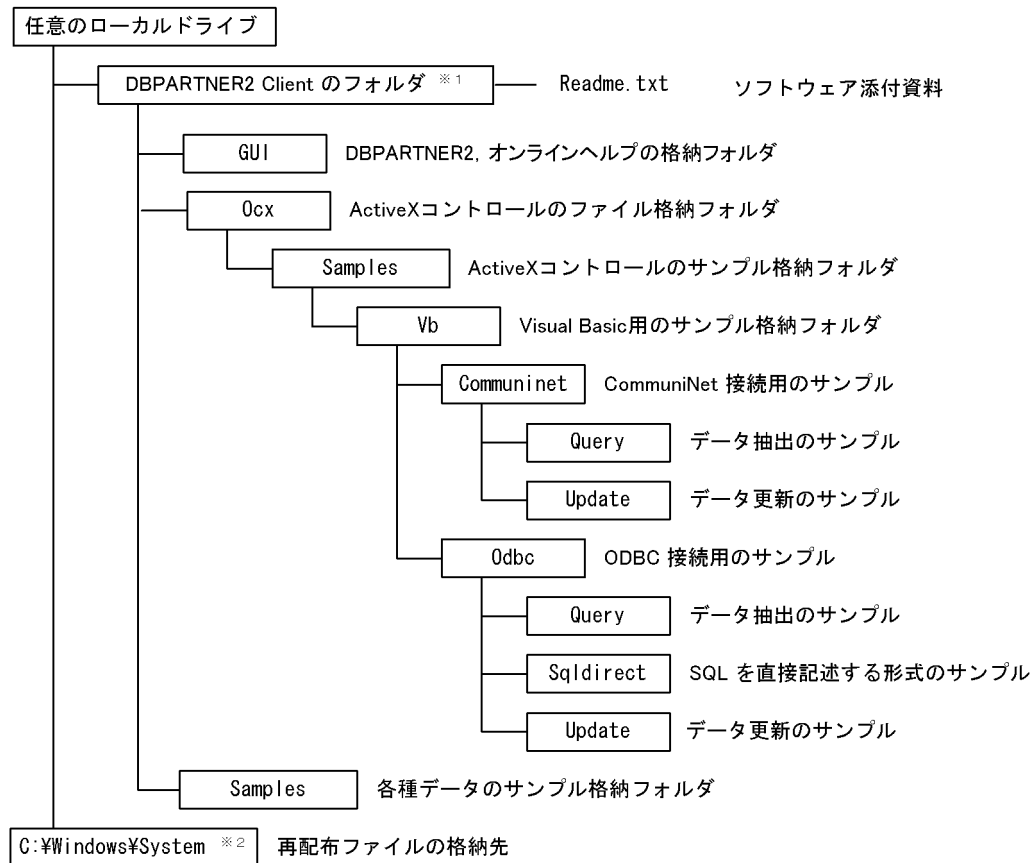 任意のローカルドライブ
DBPARTNER2 Client のフォルダ ※1 Readme.txt ソフトウェア添付資料
GUI DBPARTNER2, オンラインヘルプの格納フォルダ
Ocx ActiveXコントロールのファイル格納フォルダ
Samples ActiveXコントロールのサンプル格納フォルダ
Vb Visual Basic用のサンプル格納フォルダ
Communinet CommuniNet 接続用のサンプル
Query データ抽出のサンプル
Update データ更新のサンプル
Odbc ODBC 接続用のサンプル
Query データ抽出のサンプル
Sqldirect SQL を直接記述する形式のサンプル
Update データ更新のサンプル
Samples 各種データのサンプル格納フォルダ
C:¥Windows¥System ※2 再配布ファイルの格納先